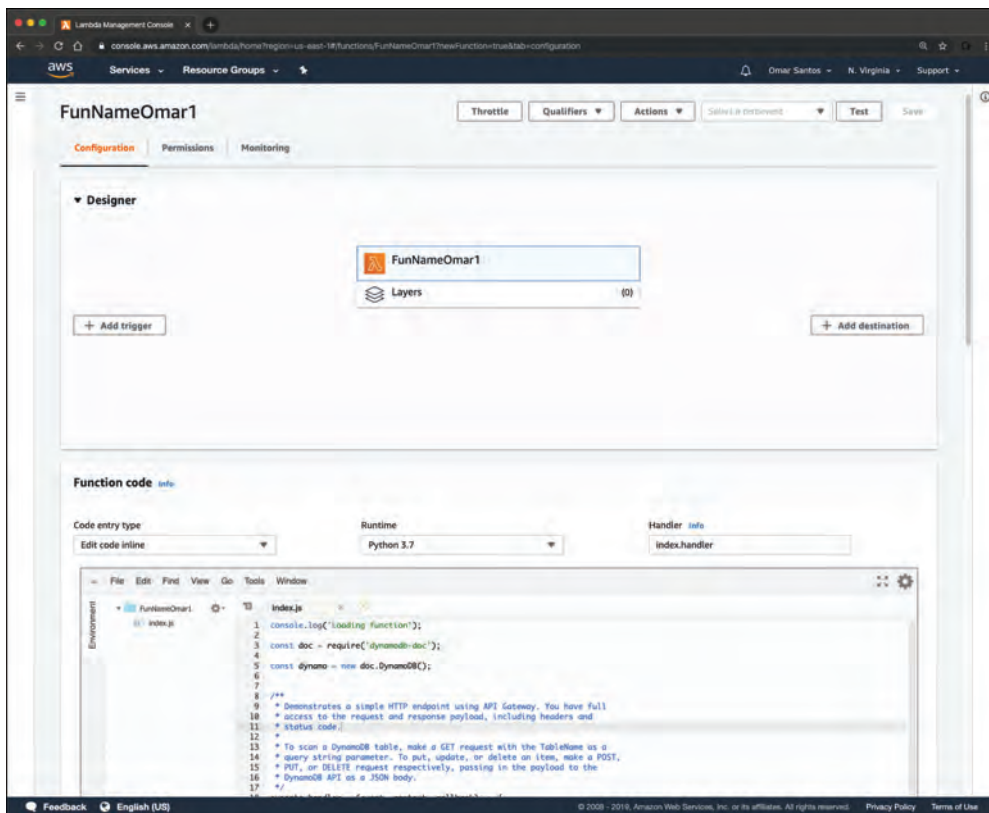 Lambda Management Console
console.aws.amazon.com/lambda/home?region=us-east-1#/functions/FunNameOmar1?newFunction=true&tab=configuration
aws Services Resource Groups Omar Santos N. Virginia Support
FunNameOmar1 Throttle Qualifiers Actions Select a test event Test Save
Configuration Permissions Monitoring
Designer
FunNameOmar1
Layers (0)
+ Add trigger + Add destination
Function code Info
Code entry type Runtime Handler Info
Edit code inline Python 3.7 index.handler
File Edit Find View Go Tools Window
Environment
FunNameOmar1
index.js
index.js
1 console.log('Loading function');
2
3 const doc = require('dynamodb-doc');
4
5 const dynamo = new doc.DynamoDB();
6
7
8 /**
9 * Demonstrates a simple HTTP endpoint using API Gateway. You have full
10 * access to the request and response payload, including headers and
11 * status code.
12 *
13 * To scan a DynamoDB table, make a GET request with the TableName as a
14 * query string parameter. To put, update, or delete an item, make a POST,
15 * PUT, or DELETE request respectively, passing in the payload to the
16 * DynamoDB API as a JSON body.
17 */
Feedback English (US) © 2008 - 2019, Amazon Web Services, Inc. or its affiliates. All rights reserved. Privacy Policy Terms of Use